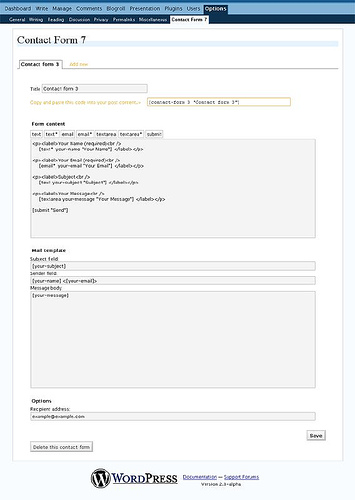 Dashboard Write Manage Comments Blogroll Presentation Plugins Users Options
General Writing Reading Discussion Privacy Permalinks Miscellaneous Contact Form 7
Contact Form 7
Contact form 3 Add new
Title Contact form 3
Copy and paste this code into your post content.-> [contact-form 3 "Contact form 3"]
Form content
text text* email email* textarea textarea* submit
<p><label>Your Name (required)<br />
[text* your-name "Your Name"] </label></p>
<p><label>Your Email (required)<br />
[email* your-email "Your Email"] </label></p>
<p><label>Subject<br />
[text your-subject "Subject"] </label></p>
<p><label>Your Message<br />
[textarea your-message "Your Message"] </label></p>
[submit "Send"]
Mail template
Subject field
[your-subject]
Sender field
[your-name] <[your-email]>
Message body
[your-message]
Options
Recipient address:
example@example.com
Save
Delete this contact form
WORDPRESS Documentation — Support Forums
Version 2.3-alpha